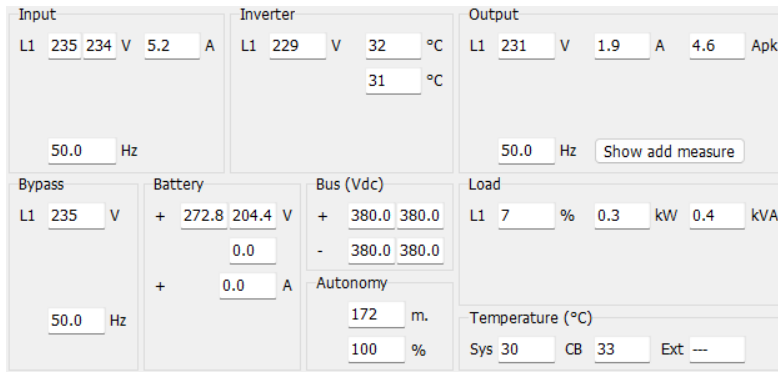 Input
L1 235 234 V 5.2 A
50.0 Hz
Inverter
L1 229 V 32 °C
31 °C
Output
L1 231 V 1.9 A 4.6 Apk
50.0 Hz Show add measure
Bypass
L1 235 V
50.0 Hz
Battery
+ 272.8 204.4 V
0.0
+ 0.0 A
Bus (Vdc)
+ 380.0 380.0
- 380.0 380.0
Autonomy
172 m.
100 %
Load
L1 7 % 0.3 kW 0.4 kVA
Temperature (°C)
Sys 30 CB 33 Ext ---